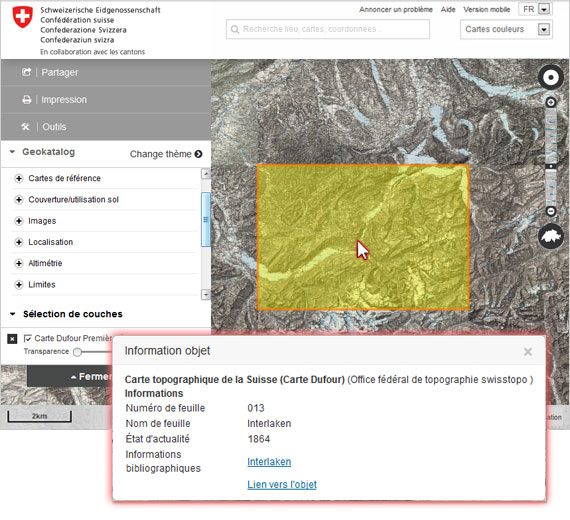 Schweizerische Eidgenossenschaft
Confédération suisse
Confederazione Svizzera
Confederaziun svizra
En collaboration avec les cantons
Annoncer un problème Aide Version mobile FR
Recherche lieu, cartes, coordonnées...
Cartes couleurs
Partager
Impression
Outils
Geokatalog Change thème
Cartes de référence
Couverture/utilisation sol
Images
Localisation
Altimétrie
Limites
Sélection de couches
Carte Dufour Premiè
Transparence
Fermer
2km
Information objet
Carte topographique de la Suisse (Carte Dufour) (Office fédéral de topographie swisstopo )
Informations
Numéro de feuille 013
Nom de feuille Interlaken
État d'actualité 1864
Informations
bibliographiques Interlaken
Lien vers l'objet